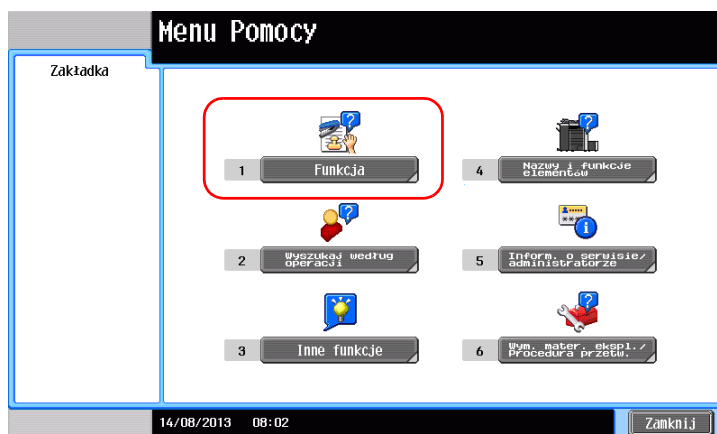 Menu Pomocy
Zakładka
1 Funkcja
4 Nazwy i funkcje
elementów
2 Wyszukaj według
operacji
5 Inform. o serwisie/
administratorze
3 Inne funkcje
6 Wym. mater. ekspl./
Procedura przetw.
14/08/2013 08:02
Zamknij